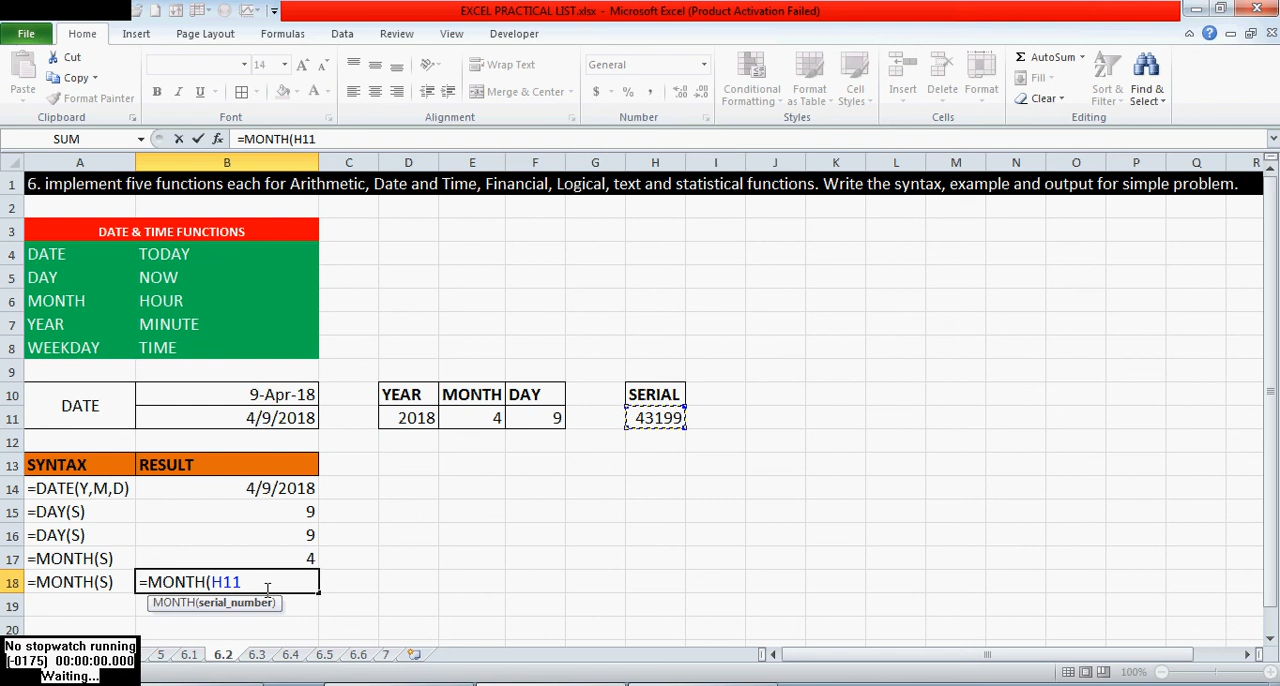 EXCEL PRACTICAL LIST.xlsx - Microsoft Excel (Product Activation Failed)
File Home Insert Page Layout Formulas Data Review View Developer
Cut
Copy
Format Painter
Paste
Clipboard
14
Font
Wrap Text
Merge & Center
Alignment
General
Number
Conditional Formatting
Format as Table
Cell Styles
Styles
Insert Delete Format
Cells
AutoSum
Fill
Clear
Sort & Filter
Find & Select
Editing
SUM =MONTH(H11
A B C D E F G H I J K L M N O P Q R
1 6. implement five functions each for Arithmetic, Date and Time, Financial, Logical, text and statistical functions. Write the syntax, example and output for simple problem.
2
3 DATE & TIME FUNCTIONS
4 DATE TODAY
5 DAY NOW
6 MONTH HOUR
7 YEAR MINUTE
8 WEEKDAY TIME
9
10 DATE 9-Apr-18 YEAR MONTH DAY SERIAL
11 4/9/2018 2018 4 9 43199
12
13 SYNTAX RESULT
14 =DATE(Y,M,D) 4/9/2018
15 =DAY(S) 9
16 =DAY(S) 9
17 =MONTH(S) 4
18 =MONTH(S) =MONTH(H11
19 MONTH(serial_number)
20
No stopwatch running
[-0175] 00:00:00.000
Waiting...
5 6.1 6.2 6.3 6.4 6.5 6.6 7
100%